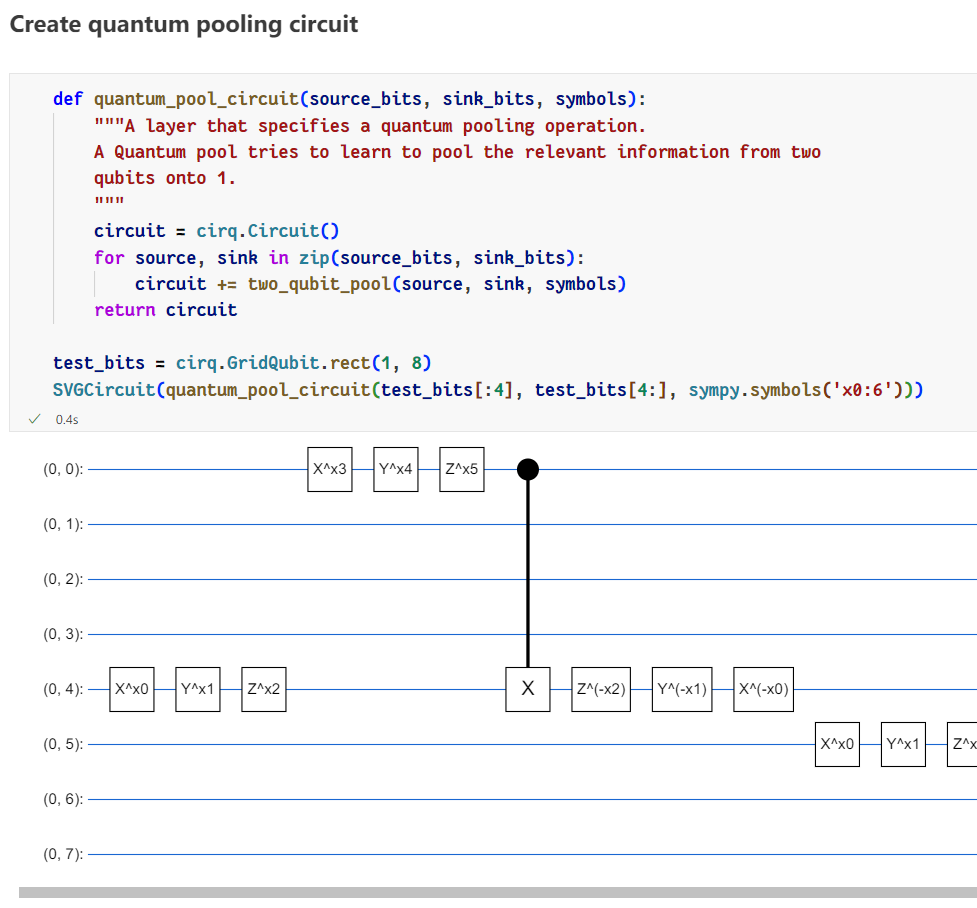 Create quantum pooling circuit
def quantum_pool_circuit(source_bits, sink_bits, symbols):
"""A layer that specifies a quantum pooling operation.
A Quantum pool tries to learn to pool the relevant information from two
qubits onto 1.
"""
circuit = cirq.Circuit()
for source, sink in zip(source_bits, sink_bits):
circuit += two_qubit_pool(source, sink, symbols)
return circuit
test_bits = cirq.GridQubit.rect(1, 8)
SVGCircuit(quantum_pool_circuit(test_bits[:4], test_bits[4:], sympy.symbols('x0:6')))
0.4s
(0, 0): X^x3 Y^x4 Z^x5
(0, 1):
(0, 2):
(0, 3):
(0, 4): X^x0 Y^x1 Z^x2 X Z^(-x2) Y^(-x1) X^(-x0)
(0, 5): X^x0 Y^x1 Z^x
(0, 6):
(0, 7):